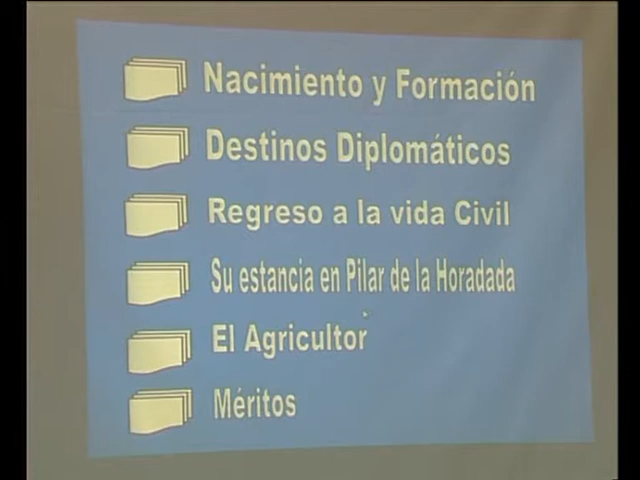 Nacimiento y Formación
Destinos Diplomáticos
Regreso a la vida Civil
Su estancia en Pilar de la Horadada
El Agricultor
Méritos